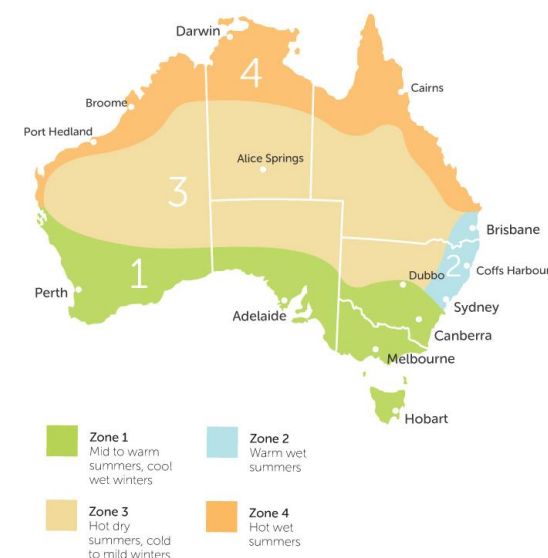 Darwin
4
Cairns
Broome
Port Hedland
Alice Springs
3
Brisbane
2
Coffs Harbour
1
Dubbo
Perth
Sydney
Adelaide
Canberra
Melbourne
Hobart
Zone 1
Mid to warm
summers, cool
wet winters
Zone 2
Warm wet
summers
Zone 3
Hot dry
summers, cold
to mild winters
Zone 4
Hot wet
summers